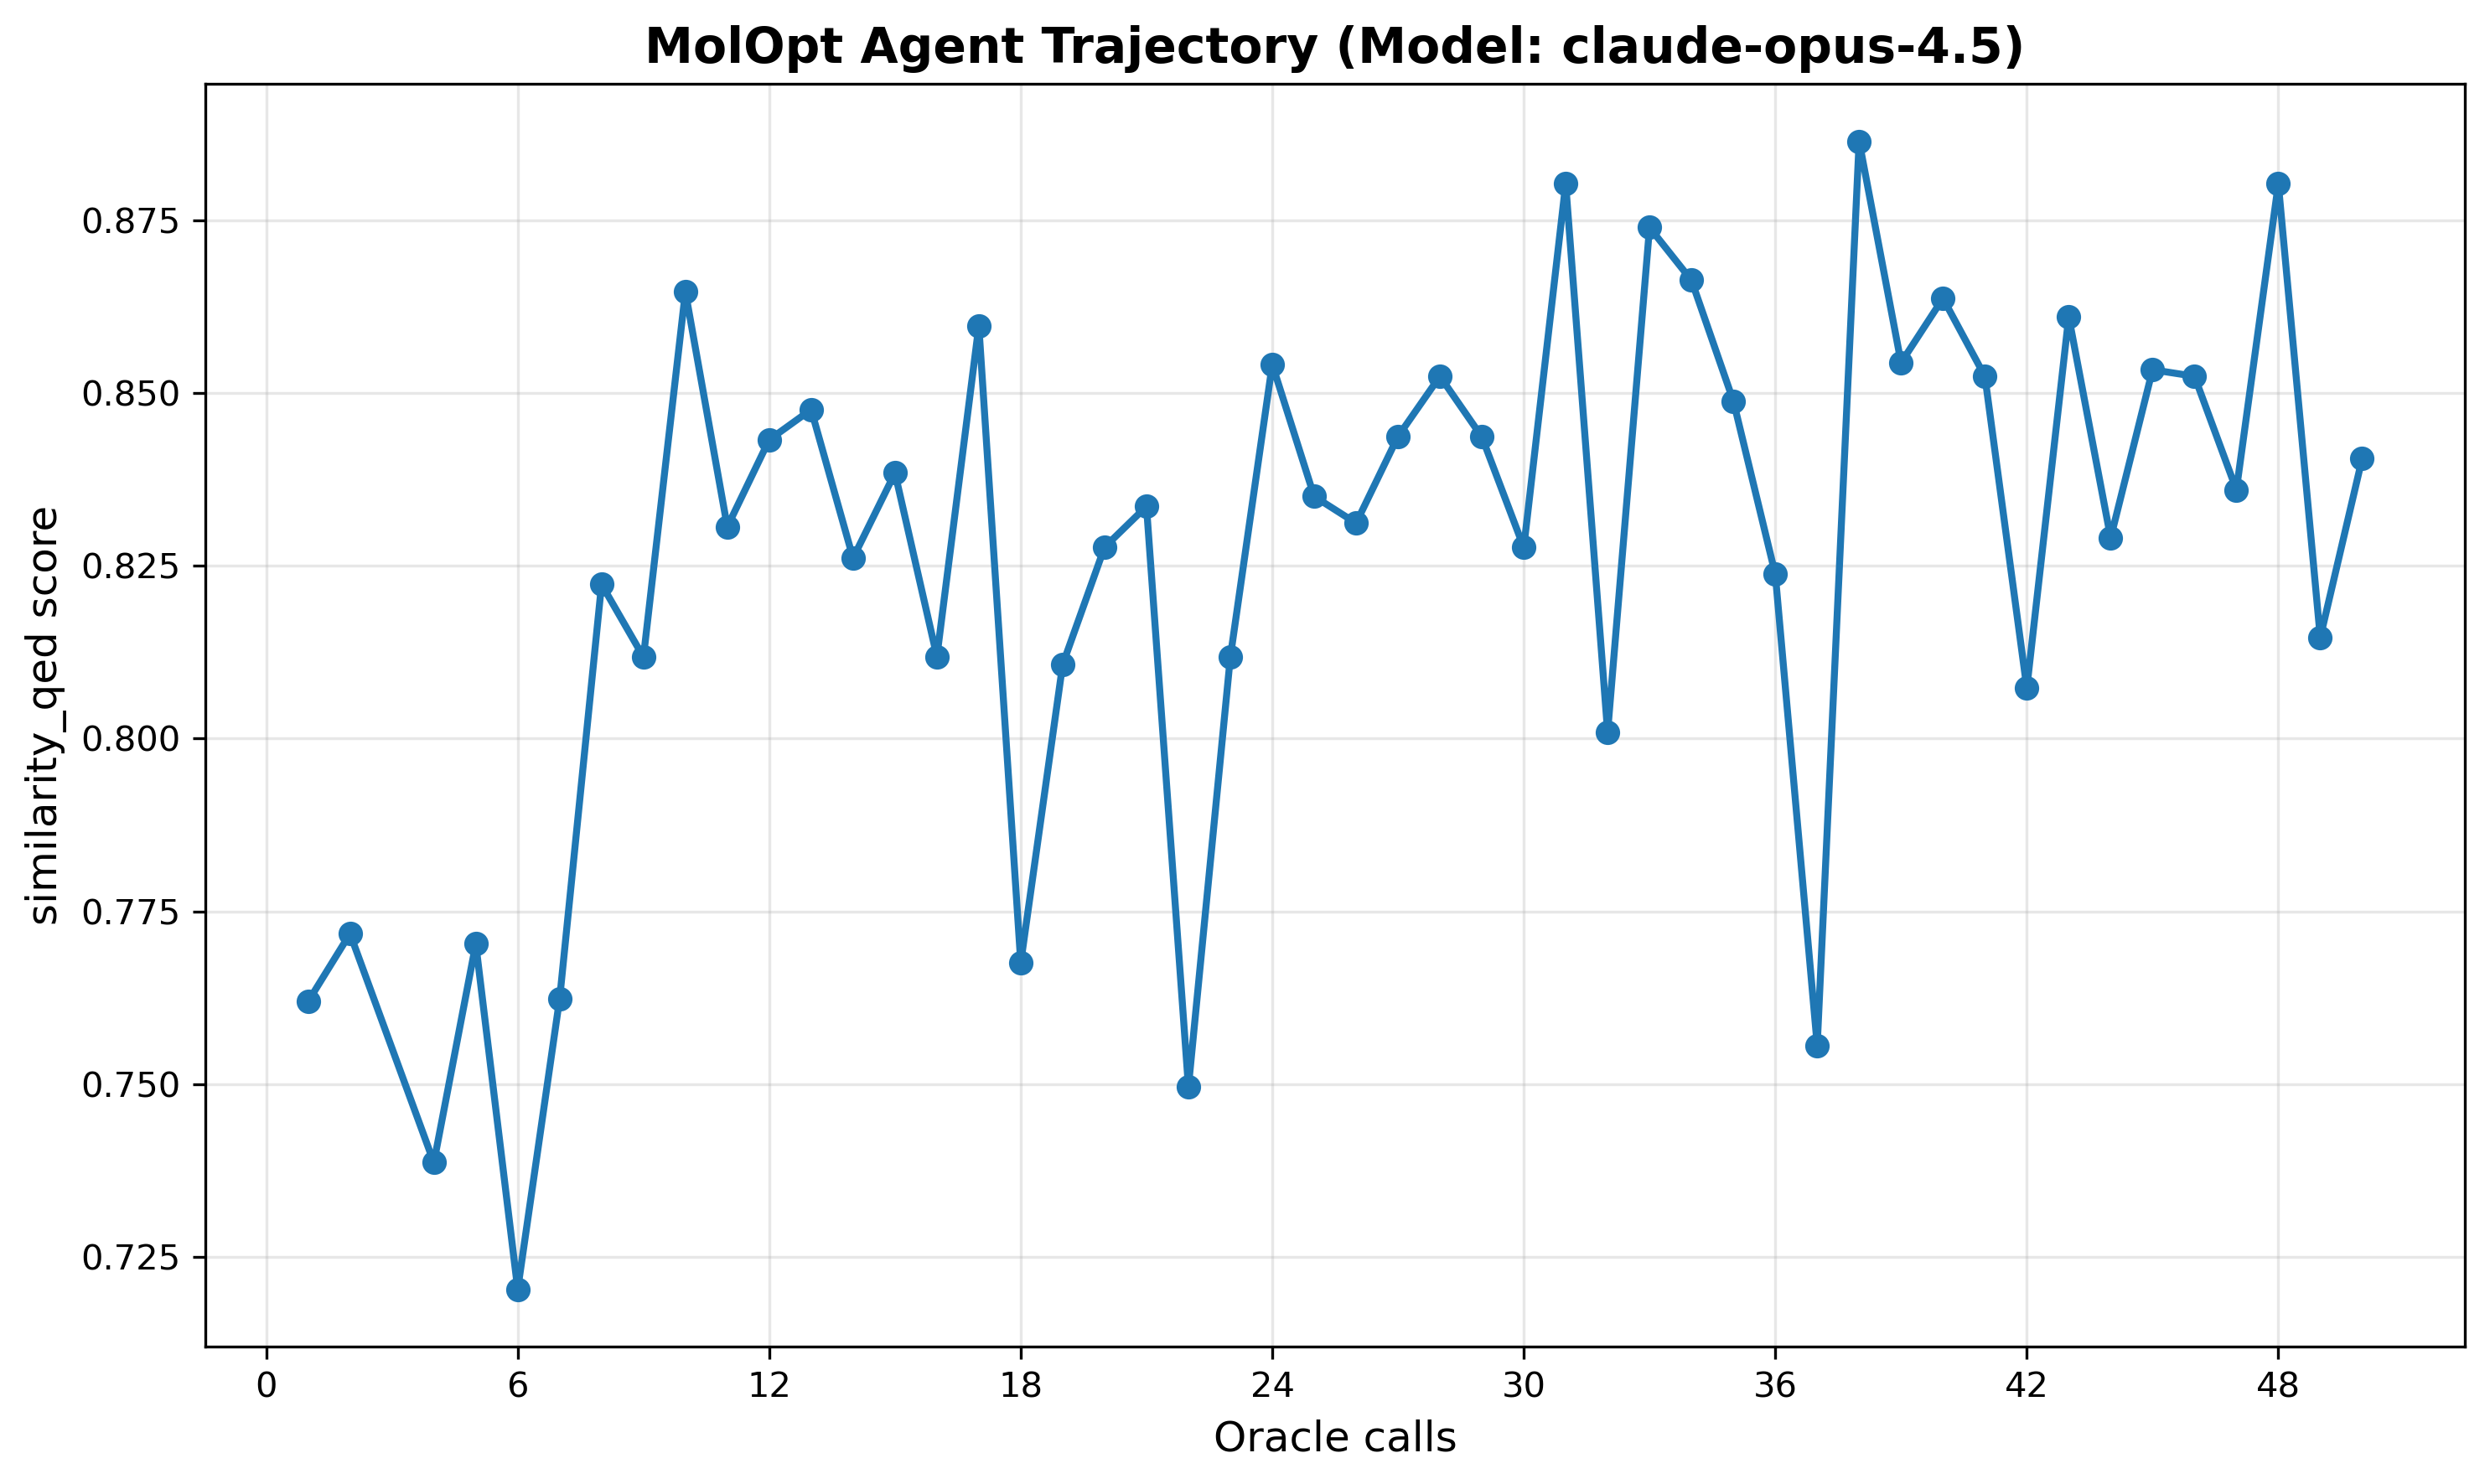 MolOpt Agent Trajectory (Model: claude-opus-4.5)
similarity_qed score
0.875
0.850
0.825
0.800
0.775
0.750
0.725
0 6 12 18 24 30 36 42 48
Oracle calls